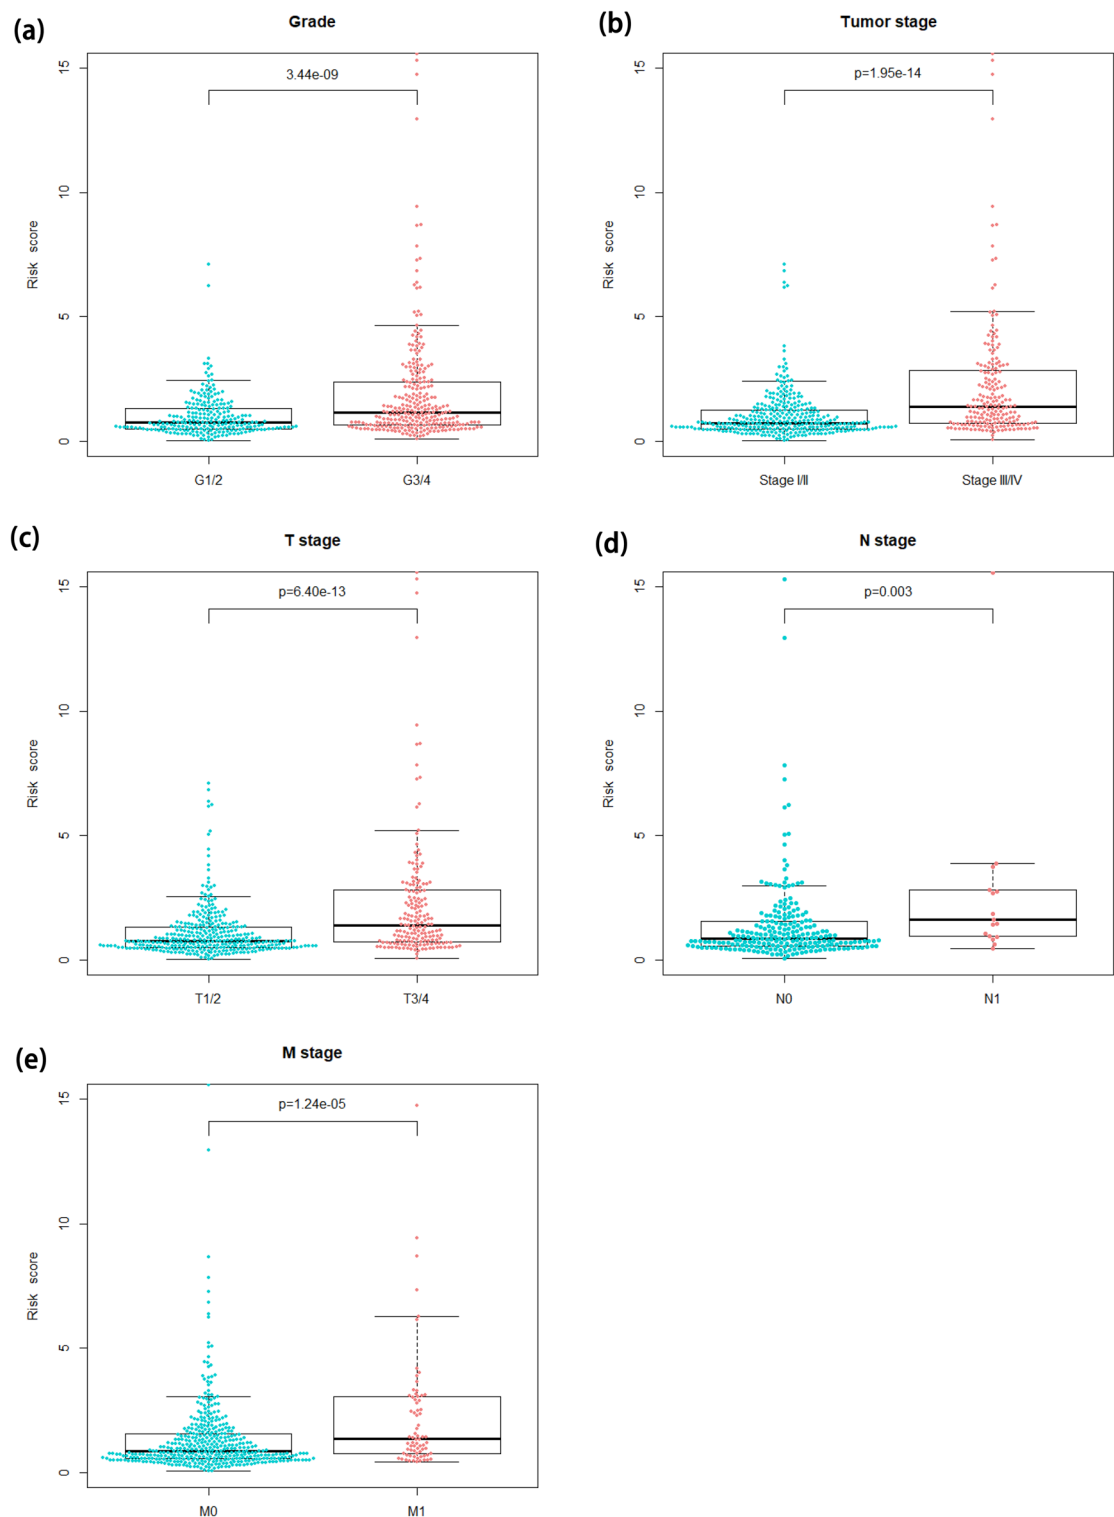 (a)
Grade
3.44e-09
15
10
5
0
Risk score
G1/2
G3/4
(b)
Tumor stage
p=1.95e-14
15
10
5
0
Risk score
Stage I/II
Stage III/IV
(c)
T stage
p=6.40e-13
15
10
5
0
Risk score
T1/2
T3/4
(d)
N stage
p=0.003
15
10
5
0
Risk score
N0
N1
(e)
M stage
p=1.24e-05
15
10
5
0
Risk score
M0
M1